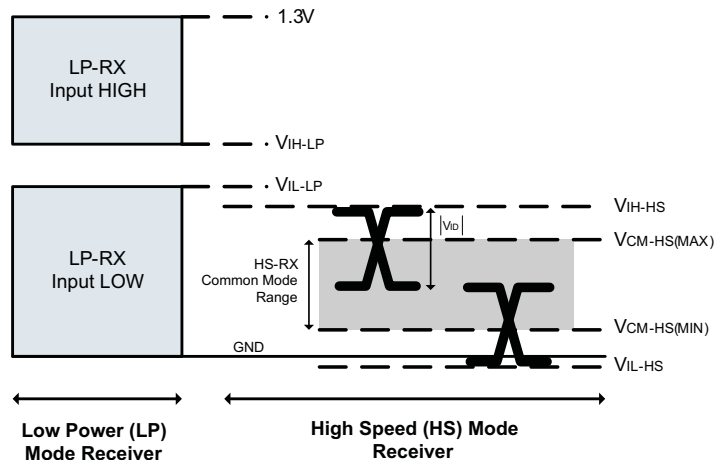 1.3V
LP-RX
Input HIGH
VIH-LP
VIL-LP
LP-RX
Input LOW
VIH-HS
|VID|
VCM-HS(MAX)
HS-RX
Common Mode
Range
VCM-HS(MIN)
GND
VIL-HS
Low Power (LP)
Mode Receiver
High Speed (HS) Mode
Receiver